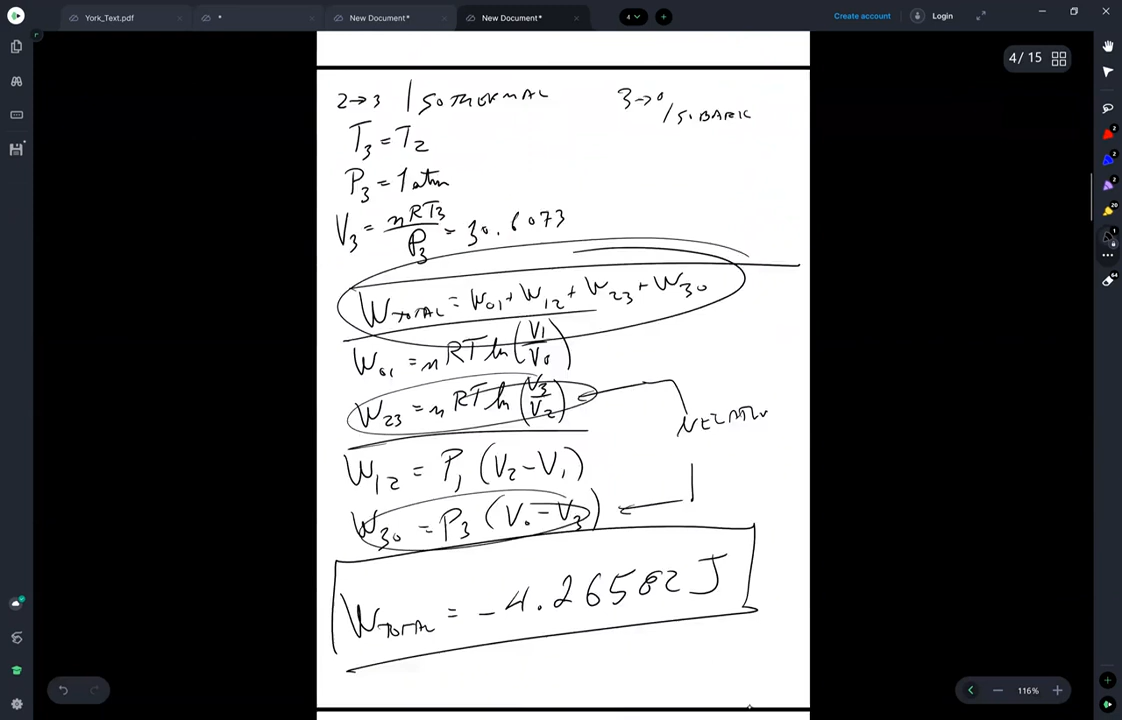 York_Text.pdf
*
New Document*
New Document*
4
Create account
Login
4/15
2→3 ISOTHERMAL
3→0 ISOBARIC
T3 = T2
P3 = 1 atm
V3 = nRT3/P3 = 30.6073
WTOTAL = W01 + W12 + W23 + W30
W01 = nRT ln(V1/V0)
W23 = nRT ln(V3/V2)
W12 = P1 (V2 - V1)
W30 = P3 (V0 - V3)
WTOTAL = -4.26582 J
116%